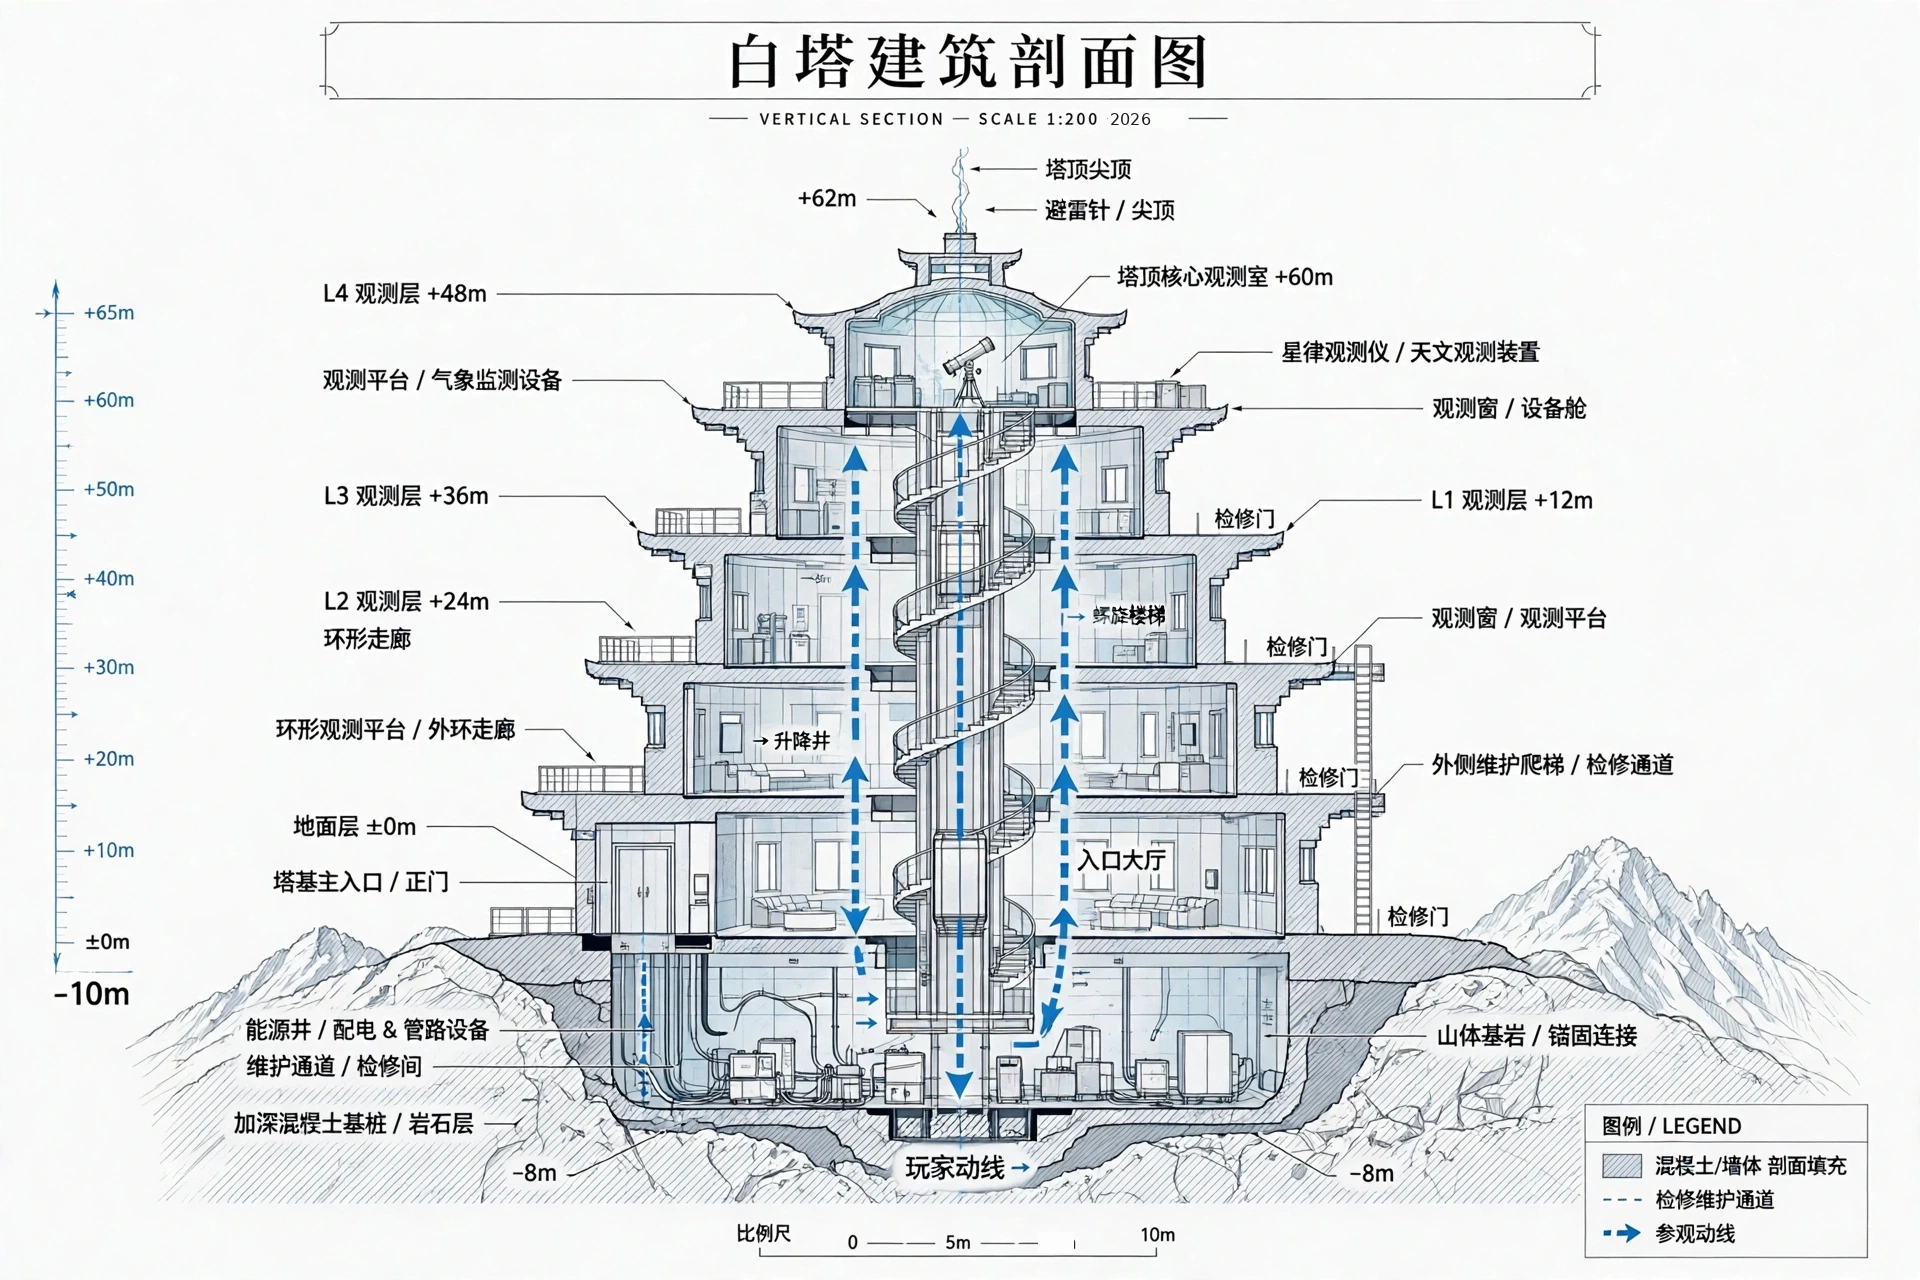 白塔建筑剖面图
VERTICAL SECTION — SCALE 1:200 2026
塔顶尖顶
+62m
避雷针 / 尖顶
塔顶核心观测室 +60m
L4 观测层 +48m
+65m
星律观测仪 / 天文观测装置
观测平台 / 气象监测设备
+60m
观测窗 / 设备舱
+50m
L3 观测层 +36m
L1 观测层 +12m
检修门
+40m
L2 观测层 +24m
环形走廊
螺旋楼梯
观测窗 / 观测平台
检修门
+30m
环形观测平台 / 外环走廊
→ 升降井
+20m
检修门
外侧维护爬梯 / 检修通道
地面层 ±0m
+10m
入口大厅
塔基主入口 / 正门
检修门
±0m
-10m
能源井 / 配电 & 管路设备
维护通道 / 检修间
山体基岩 / 锚固连接
加深混凝土基桩 / 岩石层
-8m
玩家动线 →
-8m
图例 / LEGEND
混凝土/墙体 剖面填充
检修维护通道
参观动线
比例尺
0 5m 10m